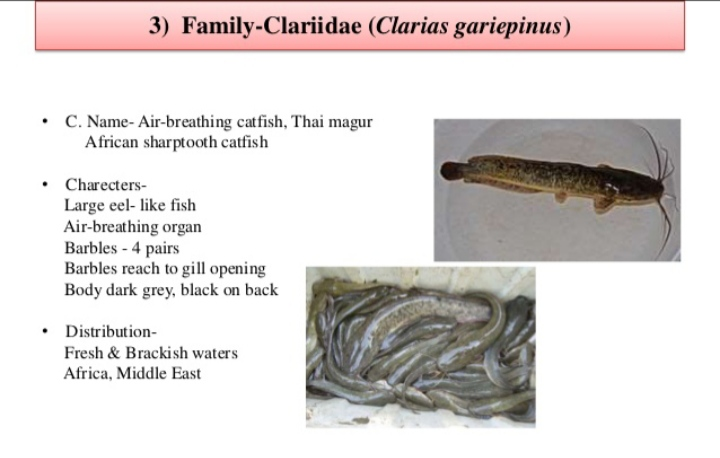 3) Family-Clariidae (Clarias gariepinus)
• C. Name- Air-breathing catfish, Thai magur
African sharptooth catfish
• Charecters-
Large eel- like fish
Air-breathing organ
Barbles - 4 pairs
Barbles reach to gill opening
Body dark grey, black on back
• Distribution-
Fresh & Brackish waters
Africa, Middle East